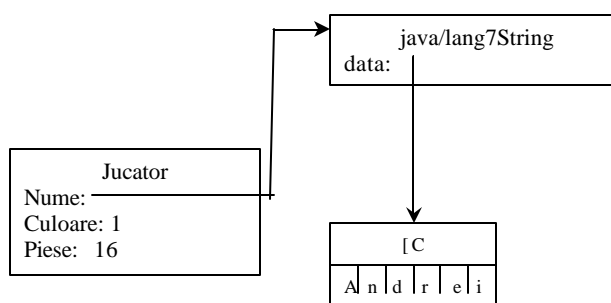 java/lang7String
data:
Jucator
Nume:
Culoare: 1
Piese: 16
[C
A n d r e i